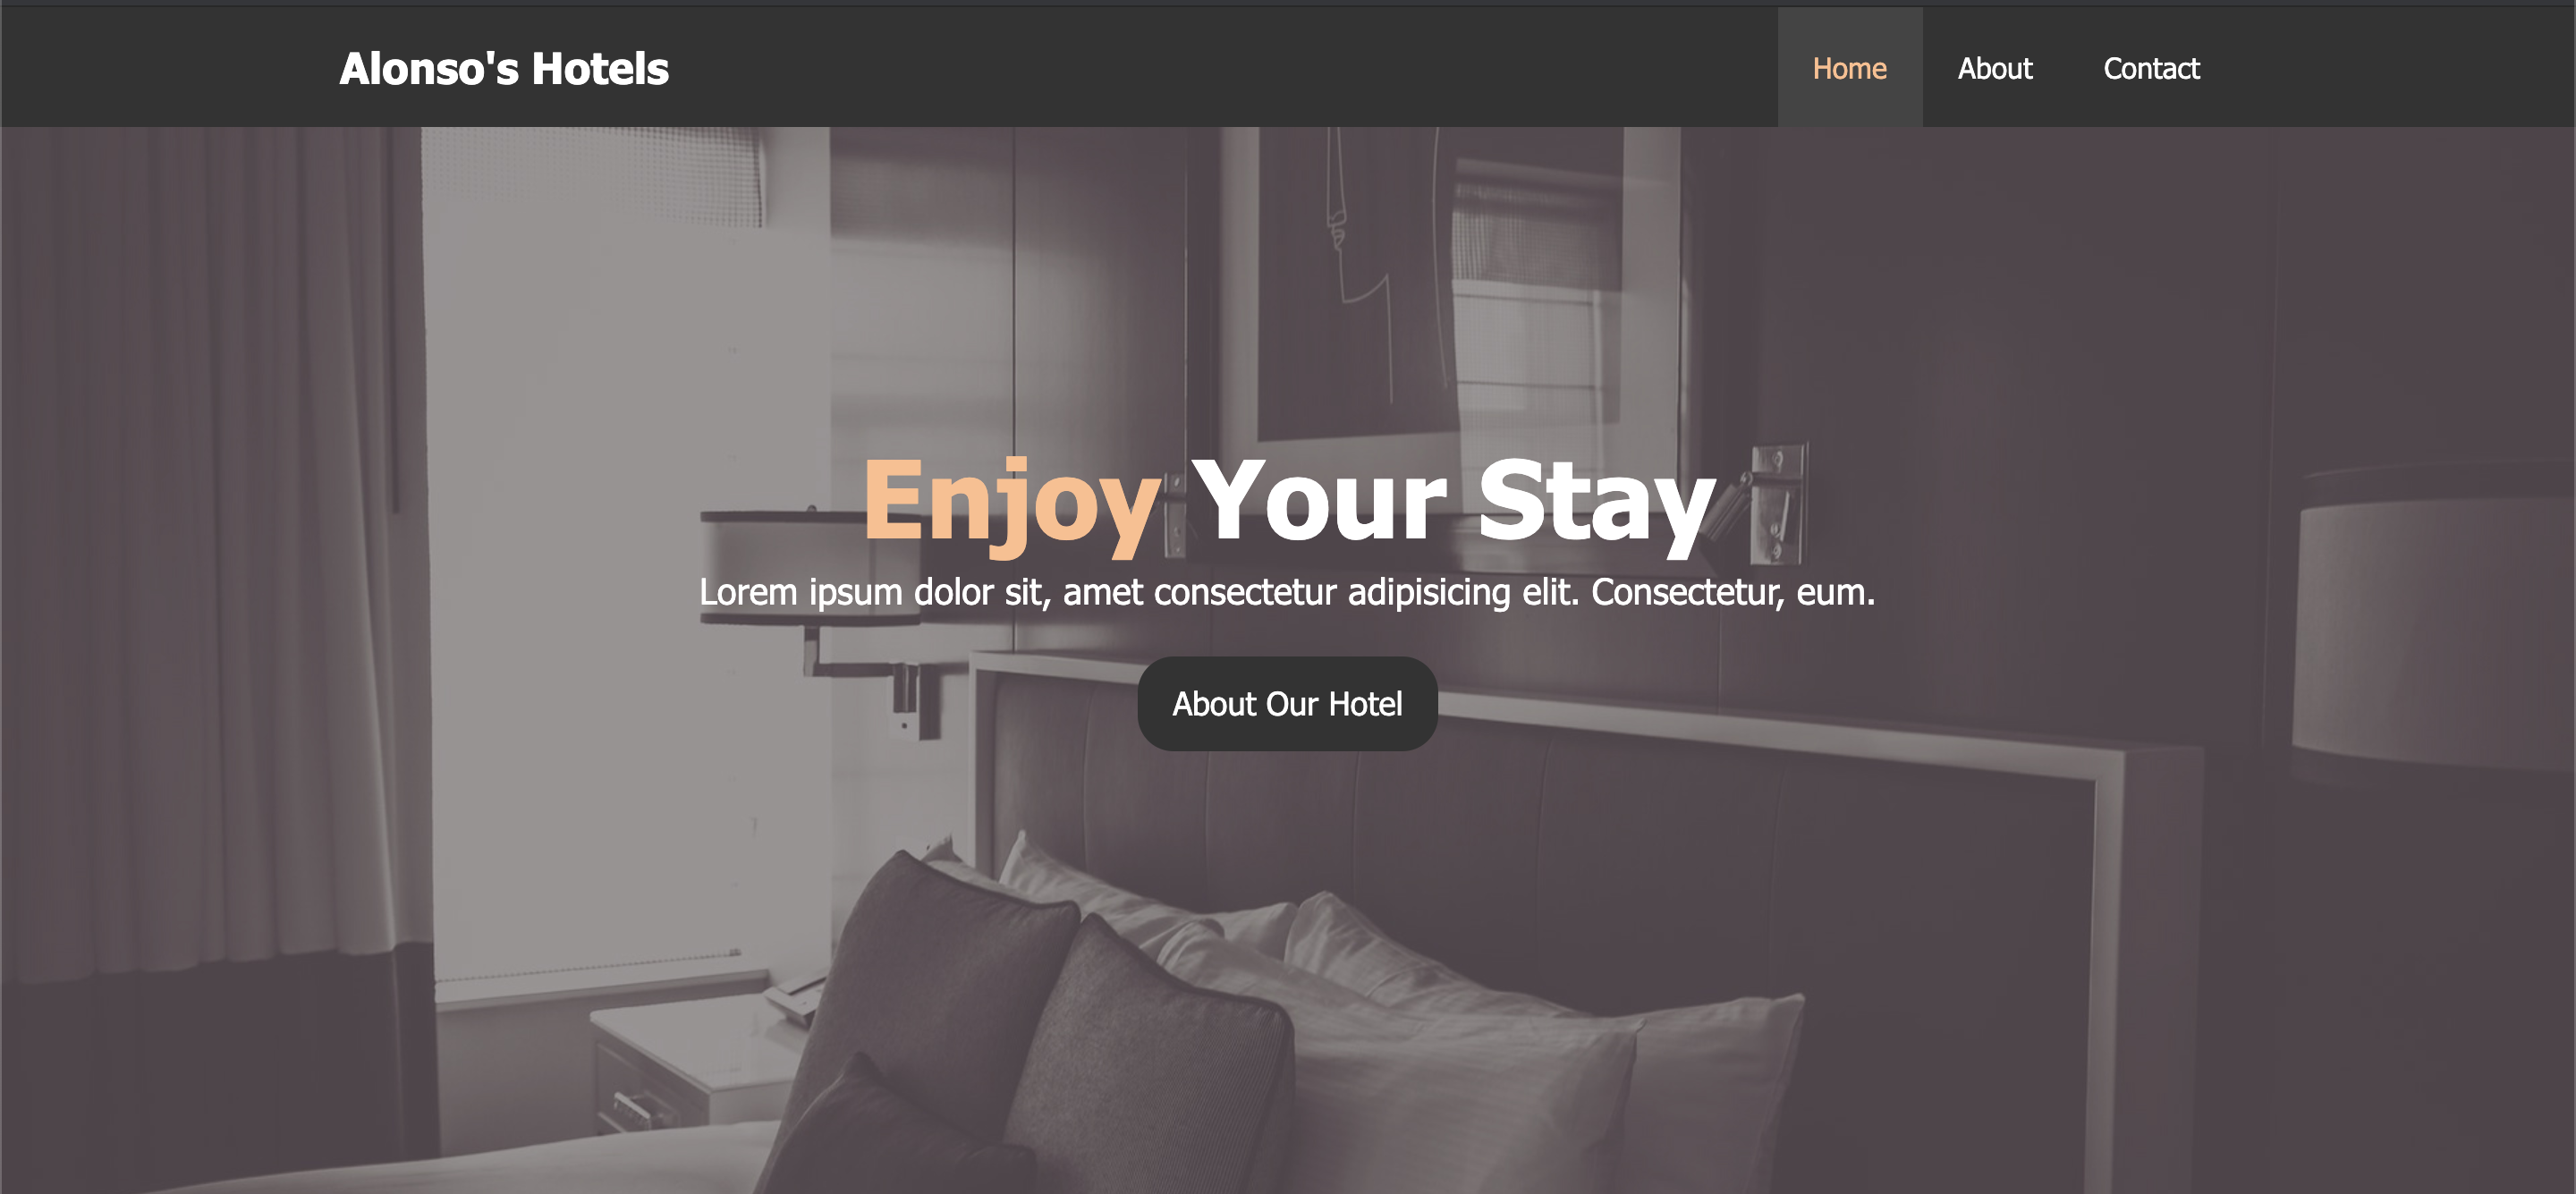 Alonso's Hotels
Home About Contact
Enjoy Your Stay
Lorem ipsum dolor sit, amet consectetur adipisicing elit. Consectetur, eum.
About Our Hotel